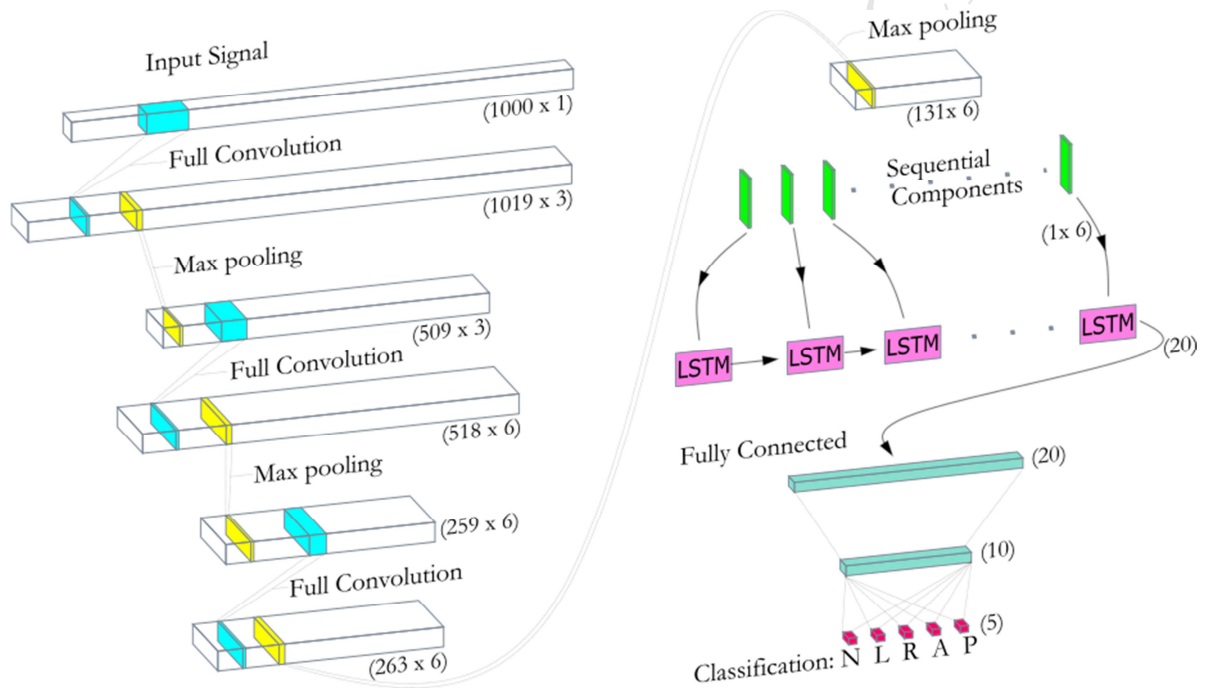 Input Signal
(1000 x 1)
Full Convolution
(1019 x 3)
Max pooling
(509 x 3)
Full Convolution
(518 x 6)
Max pooling
(259 x 6)
Full Convolution
(263 x 6)
Max pooling
(131x 6)
Sequential
Components
(1x 6)
LSTM LSTM LSTM LSTM
(20)
Fully Connected
(20)
(10)
(5)
Classification: N L R A P